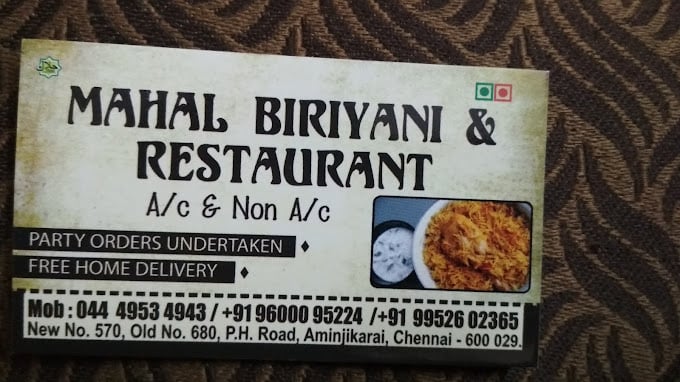 MAHAL BIRIYANI &
RESTAURANT
A/c & Non A/c
PARTY ORDERS UNDERTAKEN
FREE HOME DELIVERY
Mob : 044 4953 4943 / +91 96000 95224 / +91 99526 02365
New No. 570, Old No. 680, P.H. Road, Aminjikarai, Chennai - 600 029.